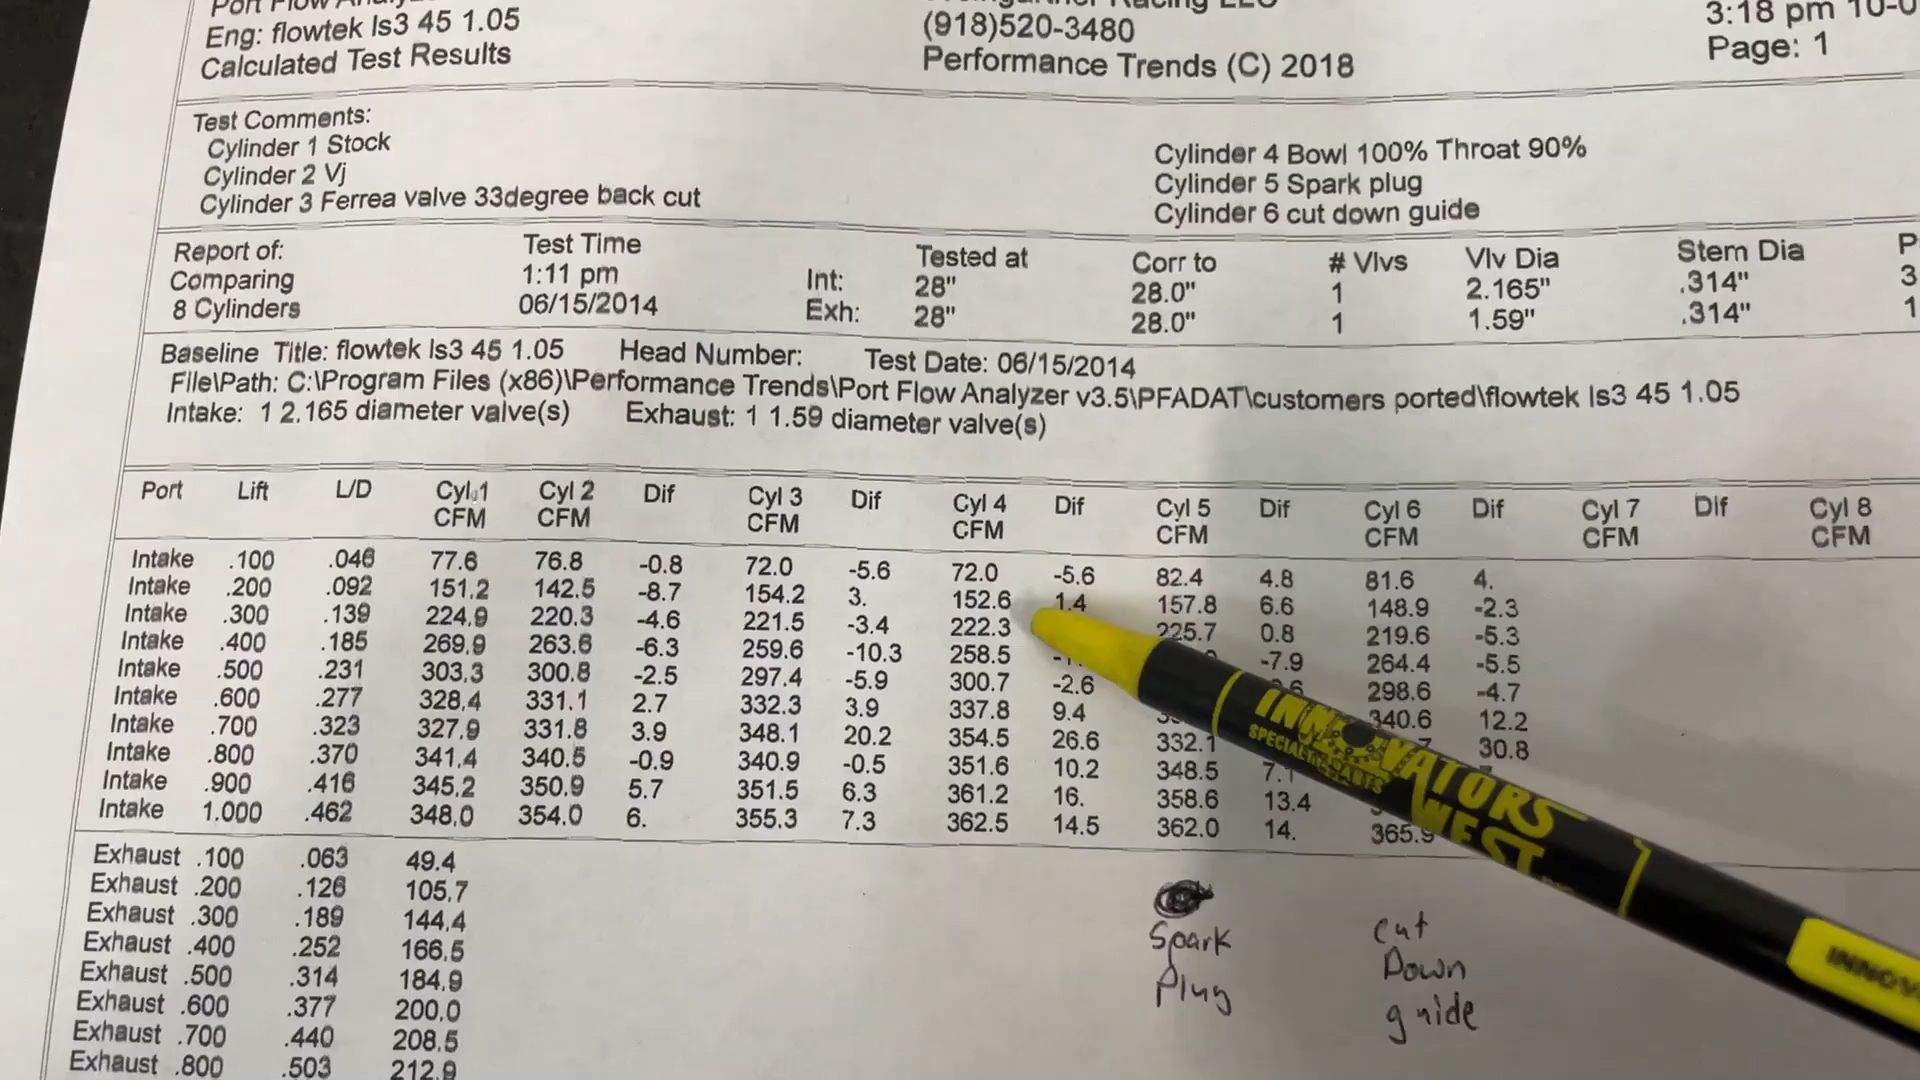 Eng: flowtek ls3 45 1.05
Calculated Test Results
(918)520-3480
Performance Trends (C) 2018
3:18 pm
Page: 1
Test Comments:
Cylinder 1 Stock
Cylinder 2 Vj
Cylinder 3 Ferrea valve 33degree back cut
Cylinder 4 Bowl 100% Throat 90%
Cylinder 5 Spark plug
Cylinder 6 cut down guide
Report of: Test Time Tested at Corr to # Vlvs Vlv Dia Stem Dia
Comparing 1:11 pm Int: 28" 28.0" 1 2.165" .314"
8 Cylinders 06/15/2014 Exh: 28" 28.0" 1 1.59" .314"
Baseline Title: flowtek ls3 45 1.05 Head Number: Test Date: 06/15/2014
File\Path: C:\Program Files (x86)\Performance Trends\Port Flow Analyzer v3.5\PFADAT\customers ported\flowtek ls3 45 1.05
Intake: 1 2.165 diameter valve(s) Exhaust: 1 1.59 diameter valve(s)
Port Lift L/D Cyl 1 Cyl 2 Dif Cyl 3 Dif Cyl 4 Dif Cyl 5 Dif Cyl 6 Dif Cyl 7 Dif Cyl 8
CFM CFM CFM CFM CFM CFM CFM CFM
Intake .100 .046 77.6 76.8 -0.8 72.0 -5.6 72.0 -5.6 82.4 4.8 81.6 4.
Intake .200 .092 151.2 142.5 -8.7 154.2 3. 152.6 1.4 157.8 6.6 148.9 -2.3
Intake .300 .139 224.9 220.3 -4.6 221.5 -3.4 222.3 225.7 0.8 219.6 -5.3
Intake .400 .185 269.9 263.6 -6.3 259.6 -10.3 258.5 -7.9 264.4 -5.5
Intake .500 .231 303.3 300.8 -2.5 297.4 -5.9 300.7 -2.6 298.6 -4.7
Intake .600 .277 328.4 331.1 2.7 332.3 3.9 337.8 9.4 340.6 12.2
Intake .700 .323 327.9 331.8 3.9 348.1 20.2 354.5 26.6 332.1 30.8
Intake .800 .370 341.4 340.5 -0.9 340.9 -0.5 351.6 10.2 348.5 7.1
Intake .900 .416 345.2 350.9 5.7 351.5 6.3 361.2 16. 358.6 13.4
Intake 1.000 .462 348.0 354.0 6. 355.3 7.3 362.5 14.5 362.0 14. 365.9
Exhaust .100 .063 49.4
Exhaust .200 .126 105.7
Exhaust .300 .189 144.4
Exhaust .400 .252 166.5
Exhaust .500 .314 184.9
Exhaust .600 .377 200.0
Exhaust .700 .440 208.5
Exhaust .800 .503 212.9
Spark
Plug
cut
Down
guide
INNOVATORS
WEST